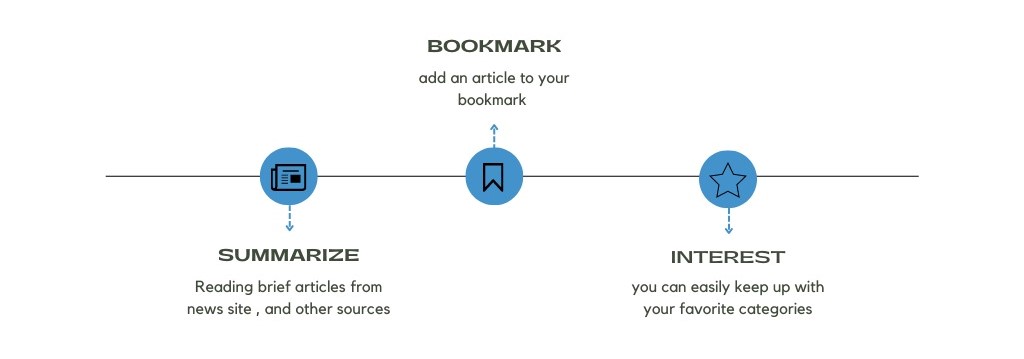 BOOKMARK
add an article to your
bookmark
SUMMARIZE
Reading brief articles from
news site , and other sources
INTEREST
you can easily keep up with
your favorite categories